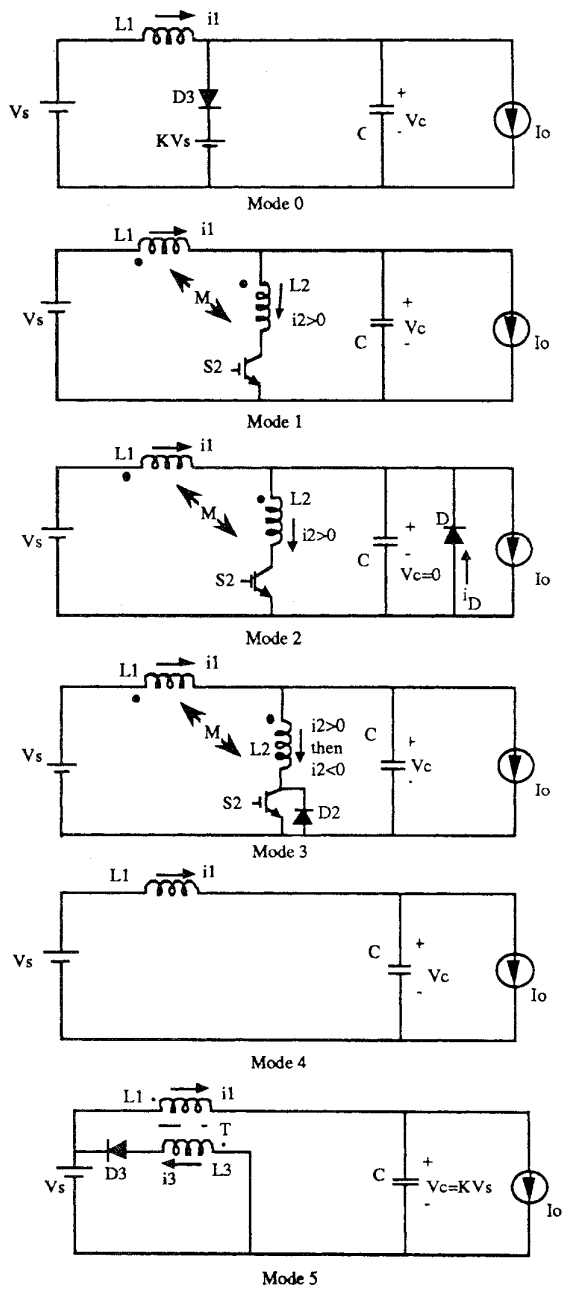 L1 i1
D3
Vs
KVs
C
+
Vc
-
Io
Mode 0
L1 i1
M
L2
i2>0
S2
Vs
C
+
Vc
-
Io
Mode 1
L1 i1
M
L2
i2>0
S2
Vs
C
+
-
Vc=0
D
iD
Io
Mode 2
L1 i1
M
L2
i2>0
then
i2<0
S2
D2
Vs
C
+
Vc
-
Io
Mode 3
L1 i1
Vs
C
+
Vc
-
Io
Mode 4
L1 i1
T
D3
i3
L3
Vs
C
+
Vc=KVs
-
Io
Mode 5